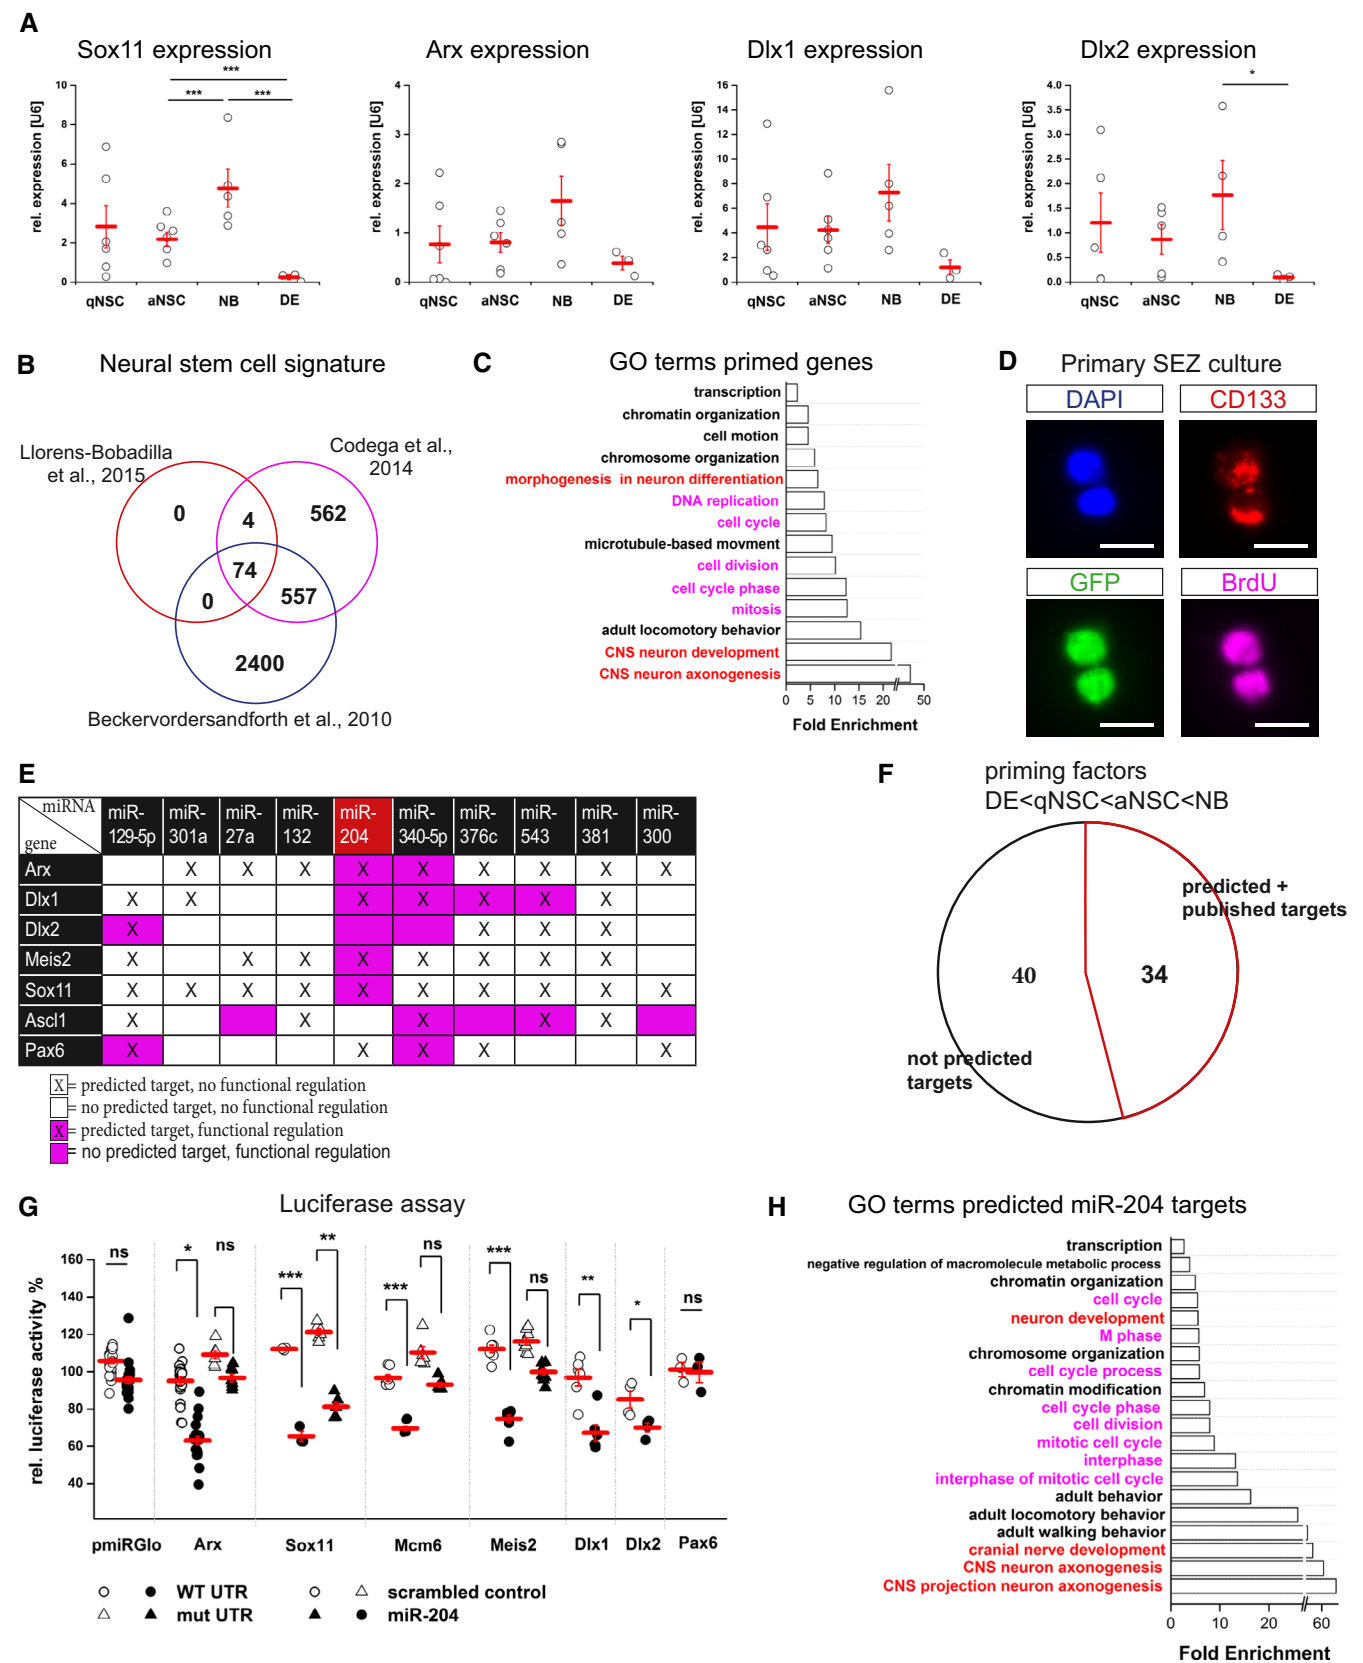 A
Sox11 expression
Arx expression
Dlx1 expression
Dlx2 expression
rel. expression [U6]
10
8
6
4
2
0
***
***
***
qNSC
aNSC
NB
DE
rel. expression [U6]
4
3
2
1
0
qNSC
aNSC
NB
DE
rel. expression [U6]
16
14
12
10
8
6
4
2
0
qNSC
aNSC
NB
DE
rel. expression [U6]
4.0
3.5
3.0
2.5
2.0
1.5
1.0
0.5
0.0
*
qNSC
aNSC
NB
DE
B
Neural stem cell signature
Llorens-Bobadilla
et al., 2015
Codega et al.,
2014
0
4
562
74
0
557
2400
Beckervordersandforth et al., 2010
C
GO terms primed genes
transcription
chromatin organization
cell motion
chromosome organization
morphogenesis in neuron differentiation
DNA replication
cell cycle
microtubule-based movment
cell division
cell cycle phase
mitosis
adult locomotory behavior
CNS neuron development
CNS neuron axonogenesis
0 5 10 15 20 50
Fold Enrichment
D
Primary SEZ culture
DAPI
CD133
GFP
BrdU
E
miRNA
gene
miR-129-5p
miR-301a
miR-27a
miR-132
miR-204
miR-340-5p
miR-376c
miR-543
miR-381
miR-300
Arx X X X X X X X X X
Dlx1 X X X X X X X
Dlx2 X X X X
Meis2 X X X X X X X X
Sox11 X X X X X X X X X X
Ascl1 X X X X X
Pax6 X X X X X
X = predicted target, no functional regulation
= no predicted target, no functional regulation
X = predicted target, functional regulation
= no predicted target, functional regulation
F
priming factors
DE<qNSC<aNSC<NB
predicted +
published targets
40
34
not predicted
targets
G
Luciferase assay
rel. luciferase activity %
160
140
120
100
80
60
40
ns
*
ns
***
**
***
ns
***
ns
**
*
ns
pmiRGlo
Arx
Sox11
Mcm6
Meis2
Dlx1
Dlx2
Pax6
WT UTR
mut UTR
scrambled control
miR-204
H
GO terms predicted miR-204 targets
transcription
negative regulation of macromolecule metabolic process
chromatin organization
cell cycle
neuron development
M phase
chromosome organization
cell cycle process
chromatin modification
cell cycle phase
cell division
mitotic cell cycle
interphase
interphase of mitotic cell cycle
adult behavior
adult locomotory behavior
adult walking behavior
cranial nerve development
CNS neuron axonogenesis
CNS projection neuron axonogenesis
0 10 20 60
Fold Enrichment